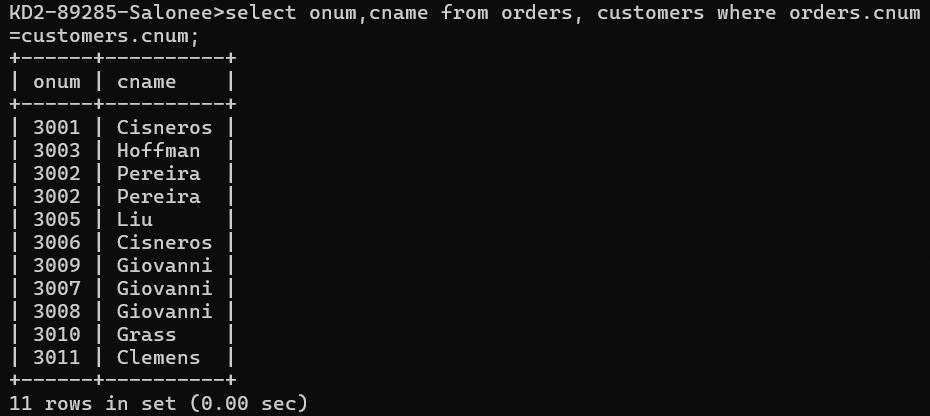 KD2-89285-Salonee>select onum,cname from orders, customers where orders.cnum
=customers.cnum;
+------+----------+
| onum | cname    |
+------+----------+
| 3001 | Cisneros |
| 3003 | Hoffman  |
| 3002 | Pereira  |
| 3002 | Pereira  |
| 3005 | Liu      |
| 3006 | Cisneros |
| 3009 | Giovanni |
| 3007 | Giovanni |
| 3008 | Giovanni |
| 3010 | Grass    |
| 3011 | Clemens  |
+------+----------+
11 rows in set (0.00 sec)